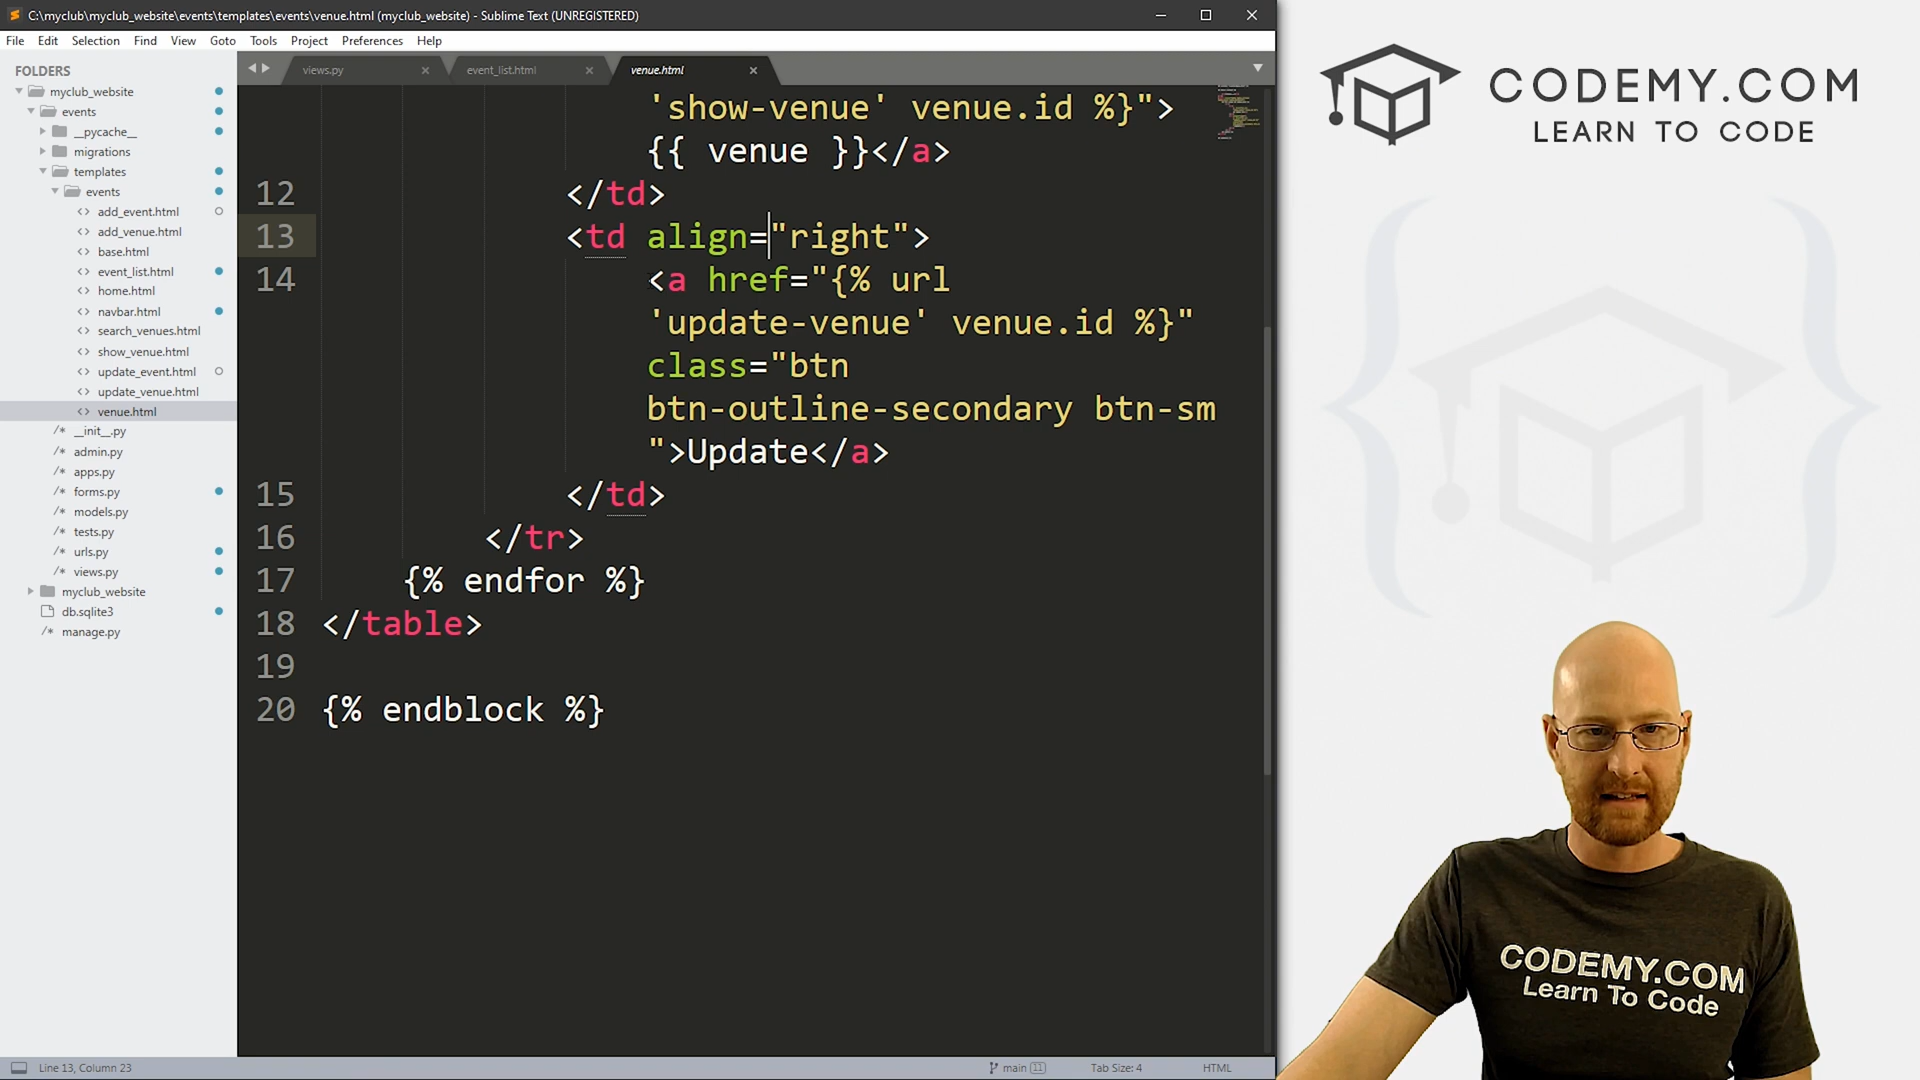 C:\myclub\myclub_website\events\templates\events\venue.html (myclub_website) - Sublime Text (UNREGISTERED)
File Edit Selection Find View Goto Tools Project Preferences Help
FOLDERS
myclub_website
events
__pycache__
migrations
templates
events
add_event.html
add_venue.html
base.html
event_list.html
home.html
navbar.html
search_venues.html
show_venue.html
update_event.html
update_venue.html
venue.html
__init__.py
admin.py
apps.py
forms.py
models.py
tests.py
urls.py
views.py
myclub_website
db.sqlite3
manage.py
views.py event_list.html venue.html
'show-venue' venue.id %}">
{{ venue }}</a>
12 </td>
13 <td align="right">
14 <a href="{% url
'update-venue' venue.id %}"
class="btn
btn-outline-secondary btn-sm
">Update</a>
15 </td>
16 </tr>
17 {% endfor %}
18 </table>
19
20 {% endblock %}
Line 13, Column 23 main 11 Tab Size: 4 HTML
CODEMY.COM
LEARN TO CODE
CODEMY.COM
Learn To Code